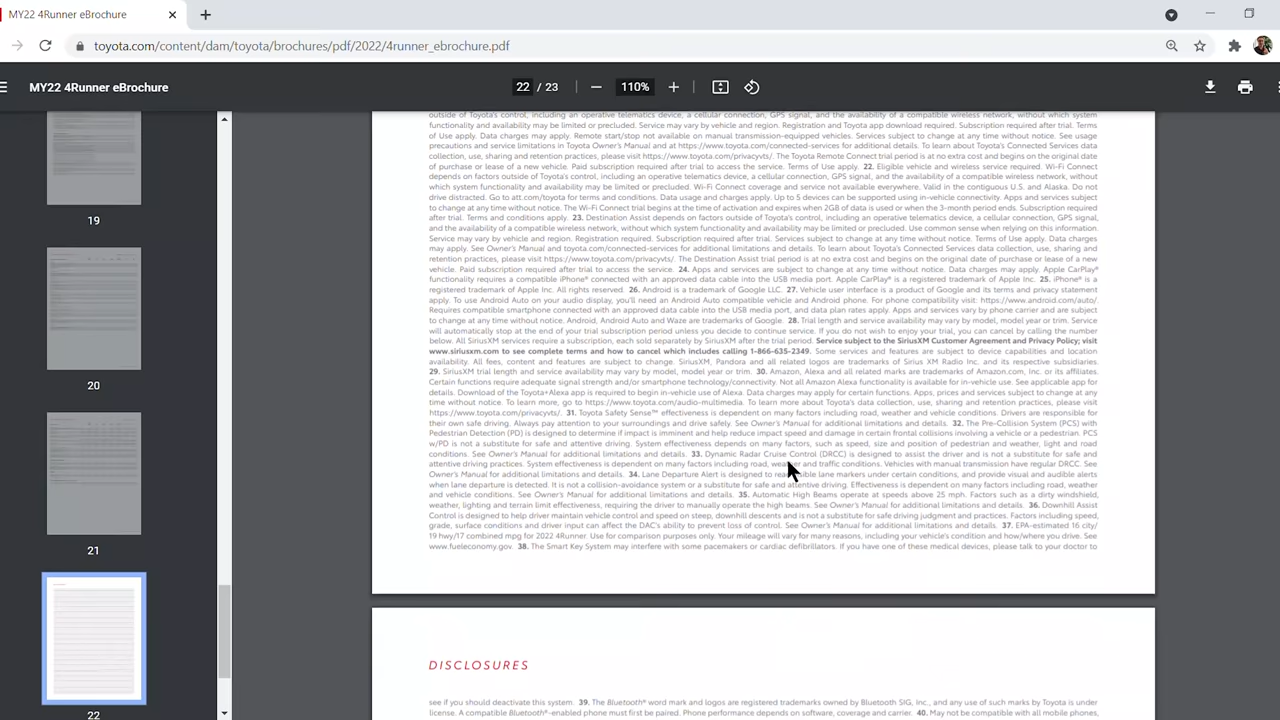 MY22 4Runner eBrochure
toyota.com/content/dam/toyota/brochures/pdf/2022/4runner_ebrochure.pdf
MY22 4Runner eBrochure
22 / 23
110%
19
20
21
22
outside of Toyota's control, including an operative telematics device, a cellular connection, GPS signal, and the availability of a compatible wireless network, without which system
functionality and availability may be limited or precluded. Service may vary by vehicle and region. Registration and Toyota app download required. Subscription required after trial. Terms
of Use apply. Data charges may apply. Remote start/stop not available on manual transmission-equipped vehicles. Services subject to change at any time without notice. See usage
precautions and service limitations in Toyota Owner's Manual and at https://www.toyota.com/connected-services for additional details. To learn about Toyota's Connected Services data
collection, use, sharing and retention practices, please visit https://www.toyota.com/privacyvts/. The Toyota Remote Connect trial period is at no extra cost and begins on the original date
of purchase or lease of a new vehicle. Paid subscription required after trial to access the service. Terms of Use apply. 22. Eligible vehicle and wireless service required. Wi-Fi Connect
depends on factors outside of Toyota's control, including an operative telematics device, a cellular connection, GPS signal, and the availability of a compatible wireless network, without
which system functionality and availability may be limited or precluded. Wi-Fi Connect coverage and service not available everywhere. Valid in the contiguous U.S. and Alaska. Do not
drive distracted. Go to att.com/toyota for terms and conditions. Data usage and charges apply. Up to 5 devices can be supported using in-vehicle connectivity. Apps and services subject
to change at any time without notice. The Wi-Fi Connect trial begins at the time of activation and expires when 2GB of data is used or when the 3-month period ends. Subscription required
after trial. Terms and conditions apply. 23. Destination Assist depends on factors outside of Toyota's control, including an operative telematics device, a cellular connection, GPS signal,
and the availability of a compatible wireless network, without which system functionality and availability may be limited or precluded. Use common sense when relying on this information.
Service may vary by vehicle and region. Registration required. Subscription required after trial. Services subject to change at any time without notice. Terms of Use apply. Data charges
may apply. See Owner's Manual and toyota.com/connected-services for additional limitations and details. To learn about Toyota's Connected Services data collection, use, sharing and
retention practices, please visit https://www.toyota.com/privacyvts/. The Destination Assist trial period is at no extra cost and begins on the original date of purchase or lease of a new
vehicle. Paid subscription required after trial to access the service. 24. Apps and services are subject to change at any time without notice. Data charges may apply. Apple CarPlay®
functionality requires a compatible iPhone® connected with an approved data cable into the USB media port. Apple CarPlay® is a registered trademark of Apple Inc. 25. iPhone® is a
registered trademark of Apple Inc. All rights reserved. 26. Android is a trademark of Google LLC. 27. Vehicle user interface is a product of Google and its terms and privacy statement
apply. To use Android Auto on your audio display, you'll need an Android Auto compatible vehicle and Android phone. For phone compatibility visit: https://www.android.com/auto/.
Requires compatible smartphone connected with an approved data cable into the USB media port, and data plan rates apply. Apps and services vary by phone carrier and are subject
to change at any time without notice. Android, Android Auto and Waze are trademarks of Google. 28. Trial length and service availability may vary by model, model year or trim. Service
will automatically stop at the end of your trial subscription period unless you decide to continue service. If you do not wish to enjoy your trial, you can cancel by calling the number
below. All SiriusXM services require a subscription, each sold separately by SiriusXM after the trial period. Service subject to the SiriusXM Customer Agreement and Privacy Policy; visit
www.siriusxm.com to see complete terms and how to cancel which includes calling 1-866-635-2349. Some services and features are subject to device capabilities and location
availability. All fees, content and features are subject to change. SiriusXM, Pandora and all related logos are trademarks of Sirius XM Radio Inc. and its respective subsidiaries.
29. SiriusXM trial length and service availability may vary by model, model year or trim. 30. Amazon, Alexa and all related marks are trademarks of Amazon.com, Inc. or its affiliates.
Certain functions require adequate signal strength and/or smartphone technology/connectivity. Not all Amazon Alexa functionality is available for in-vehicle use. See applicable app for
details. Download of the Toyota+Alexa app is required to begin in-vehicle use of Alexa. Data charges may apply for certain functions. Apps, prices and services subject to change at any
time without notice. To learn more, go to https://www.toyota.com/audio-multimedia. To learn more about Toyota's data collection, use, sharing and retention practices, please visit
https://www.toyota.com/privacyvts/. 31. Toyota Safety Sense™ effectiveness is dependent on many factors including road, weather and vehicle conditions. Drivers are responsible for
their own safe driving. Always pay attention to your surroundings and drive safely. See Owner's Manual for additional limitations and details. 32. The Pre-Collision System (PCS) with
Pedestrian Detection (PD) is designed to determine if impact is imminent and help reduce impact speed and damage in certain frontal collisions involving a vehicle or a pedestrian. PCS
w/PD is not a substitute for safe and attentive driving. System effectiveness depends on many factors, such as speed, size and position of pedestrian and weather, light and road
conditions. See Owner's Manual for additional limitations and details. 33. Dynamic Radar Cruise Control (DRCC) is designed to assist the driver and is not a substitute for safe and
attentive driving practices. System effectiveness is dependent on many factors including road, weather and traffic conditions. Vehicles with manual transmission have regular DRCC. See
Owner's Manual for additional limitations and details. 34. Lane Departure Alert is designed to read visible lane markers under certain conditions, and provide visual and audible alerts
when lane departure is detected. It is not a collision-avoidance system or a substitute for safe and attentive driving. Effectiveness is dependent on many factors including road, weather
and vehicle conditions. See Owner's Manual for additional limitations and details. 35. Automatic High Beams operate at speeds above 25 mph. Factors such as a dirty windshield,
weather, lighting and terrain limit effectiveness, requiring the driver to manually operate the high beams. See Owner's Manual for additional limitations and details. 36. Downhill Assist
Control is designed to help driver maintain vehicle control and speed on steep, downhill descents and is not a substitute for safe driving judgment and practices. Factors including speed,
grade, surface conditions and driver input can affect the DAC's ability to prevent loss of control. See Owner's Manual for additional limitations and details. 37. EPA-estimated 16 city/
19 hwy/17 combined mpg for 2022 4Runner. Use for comparison purposes only. Your mileage will vary for many reasons, including your vehicle's condition and how/where you drive. See
www.fueleconomy.gov. 38. The Smart Key System may interfere with some pacemakers or cardiac defibrillators. If you have one of these medical devices, please talk to your doctor to
DISCLOSURES
see if you should deactivate this system. 39. The Bluetooth® word mark and logos are registered trademarks owned by Bluetooth SIG, Inc., and any use of such marks by Toyota is under
license. A compatible Bluetooth®-enabled phone must first be paired. Phone performance depends on software, coverage and carrier. 40. May not be compatible with all mobile phones,